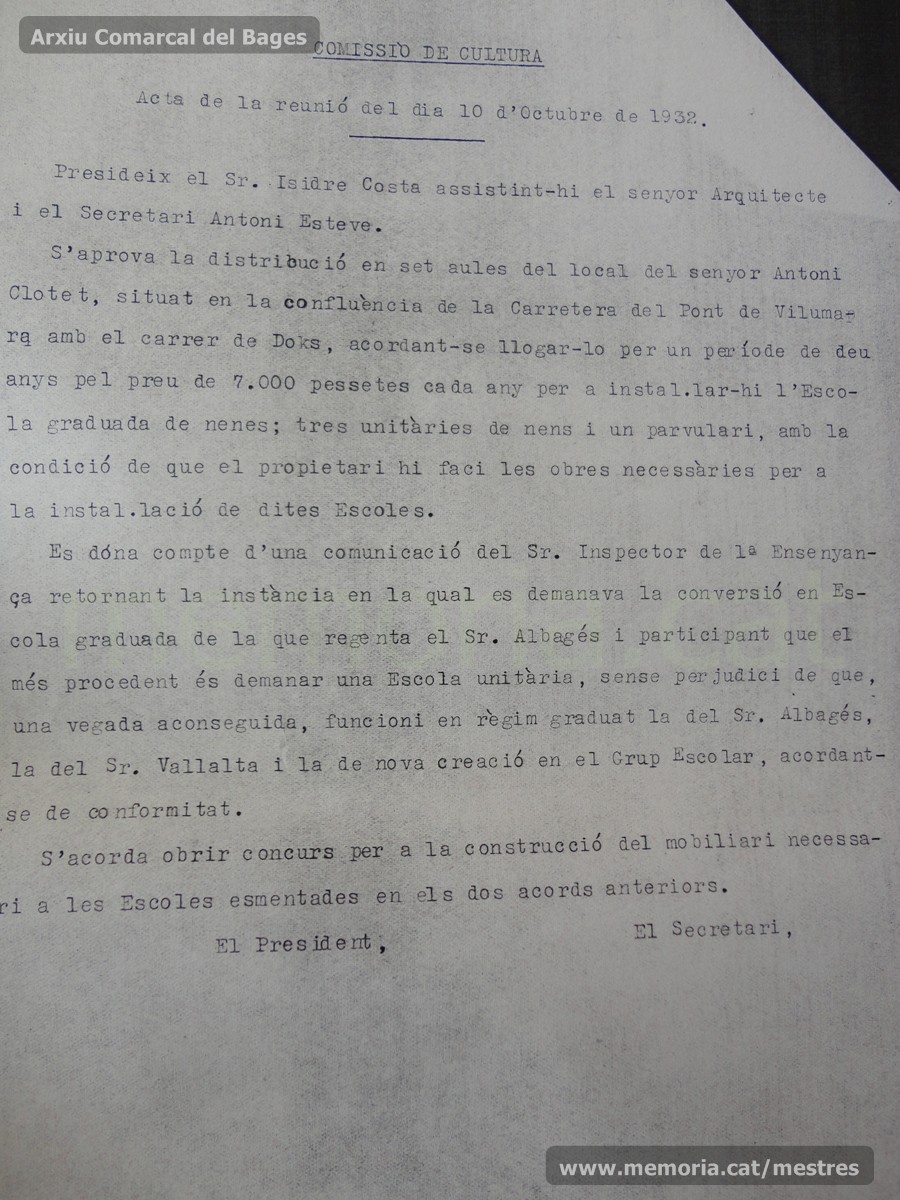 Arxiu Comarcal del Bages
COMISSIÓ DE CULTURA
Acta de la reunió del dia 10 d'Octubre de 1932.
Presideix el Sr. Isidre Costa assistint-hi el senyor Arquitecte
i el Secretari Antoni Esteve.
S'aprova la distribució en set aules del local del senyor Antoni
Clotet, situat en la confluència de la Carretera del Pont de Viluma-
rą amb el carrer de Doks, acordant-se llogar-lo per un període de deu
anys pel preu de 7.000 pessetes cada any per a instal.lar-hi l'Esco-
la graduada de nenes; tres unitàries de nens i un parvulari, amb la
condició de que el propietari hi faci les obres necessàries per a
la instal.lació de dites Escoles.
Es dóna compte d'una comunicació del Sr. Inspector de 1ª Ensenyan-
ça retornant la instància en la qual es demanava la conversió en Es-
cola graduada de la que regenta el Sr. Albagés i participant que el
més procedent és demanar una Escola unitària, sense perjudici de que,
una vegada aconseguida, funcioni en règim graduat la del Sr. Albagés,
la del Sr. Vallalta i la de nova creació en el Grup Escolar, acordant-
se de conformitat.
S'acorda obrir concurs per a la construcció del mobiliari necessa-
ri a les Escoles esmentades en els dos acords anteriors.
El President,
El Secretari,
www.memoria.cat/mestres